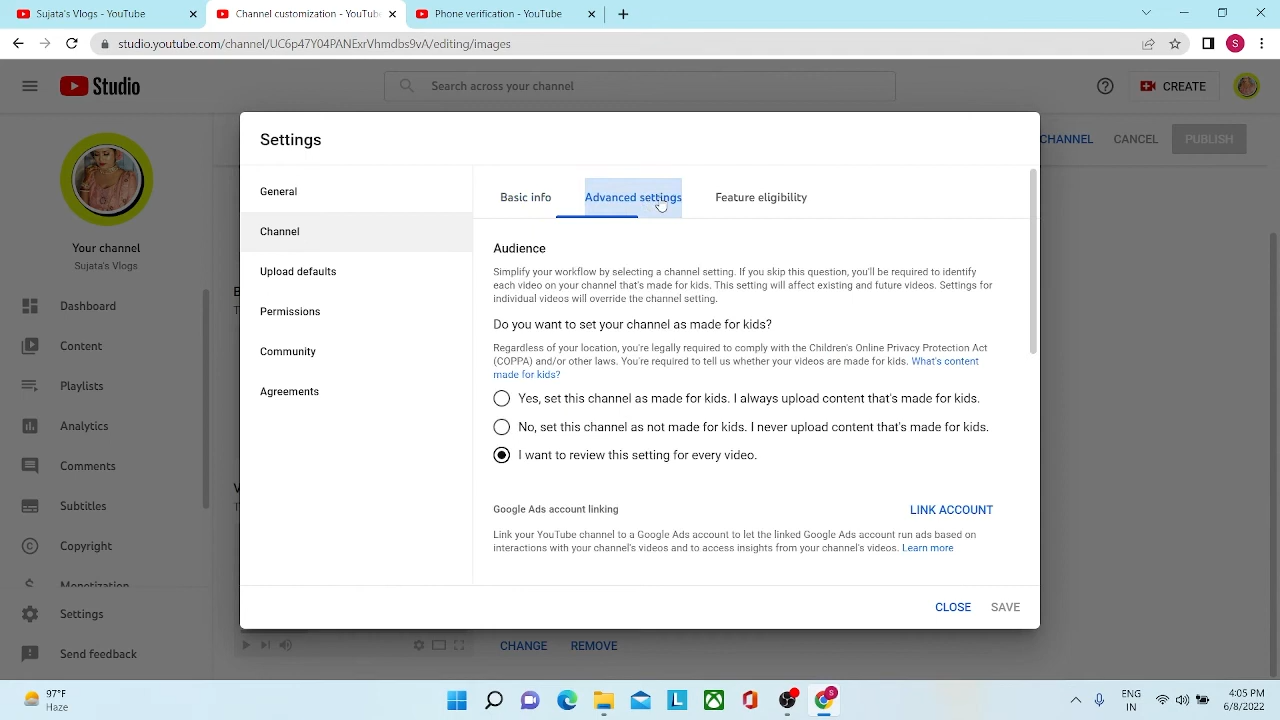 Sujata's Vlogs - YouTube
Channel content - YouTube
Phone verification - YouTube
studio.youtube.com/channel/UC6p47Y04PANExrVhmdbs9vA/editing/images
S
Studio
Search across your channel
CREATE
Settings
CHANNEL
CANCEL
PUBLISH
General
Channel
Upload defaults
Permissions
Community
Agreements
Your channel
Sujata's Vlogs
Dashboard
Content
Playlists
Analytics
Comments
Subtitles
Copyright
Monetization
Settings
Send feedback
Basic info
Advanced settings
Feature eligibility
Audience
Simplify your workflow by selecting a channel setting. If you skip this question, you'll be required to identify
each video on your channel that's made for kids. This setting will affect existing and future videos. Settings for
individual videos will override the channel setting.
Do you want to set your channel as made for kids?
Regardless of your location, you're legally required to comply with the Children's Online Privacy Protection Act
(COPPA) and/or other laws. You're required to tell us whether your videos are made for kids. What's content
made for kids?
Yes, set this channel as made for kids. I always upload content that's made for kids.
No, set this channel as not made for kids. I never upload content that's made for kids.
I want to review this setting for every video.
Google Ads account linking
LINK ACCOUNT
Link your YouTube channel to a Google Ads account to let the linked Google Ads account run ads based on
interactions with your channel's videos and to access insights from your channel's videos. Learn more
CLOSE
SAVE
CHANGE
REMOVE
97°F
Haze
ENG
IN
4:05 PM
6/8/2022